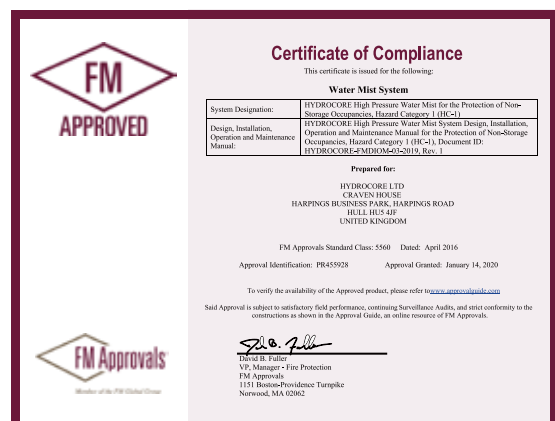 FM
APPROVED
Certificate of Compliance
This certificate is issued for the following:
Water Mist System
System Designation:
HYDROCORE High Pressure Water Mist for the Protection of Non-
Storage Occupancies, Hazard Category 1 (HC-1)
Design, Installation,
Operation and Maintenance
Manual:
HYDROCORE High Pressure Water Mist System Design, Installation,
Operation and Maintenance Manual for the Protection of Non-Storage
Occupancies, Hazard Category 1 (HC-1), Document ID:
HYDROCORE-FMDIOM-03-2019, Rev. 1
Prepared for:
HYDROCORE LTD
CRAVEN HOUSE
HARPINGS BUSINESS PARK, HARPINGS ROAD
HULL HU5 4JF
UNITED KINGDOM
FM Approvals Standard Class: 5560 Dated: April 2016
Approval Identification: PR455928 Approval Granted: January 14, 2020
To verify the availability of the Approved product, please refer to www.approvalguide.com
Said Approval is subject to satisfactory field performance, continuing Surveillance Audits, and strict conformity to the
constructions as shown in the Approval Guide, an online resource of FM Approvals.
David B. Fuller
VP, Manager - Fire Protection
FM Approvals
1151 Boston-Providence Turnpike
Norwood, MA 02062
FM Approvals
Member of the FM Global Group